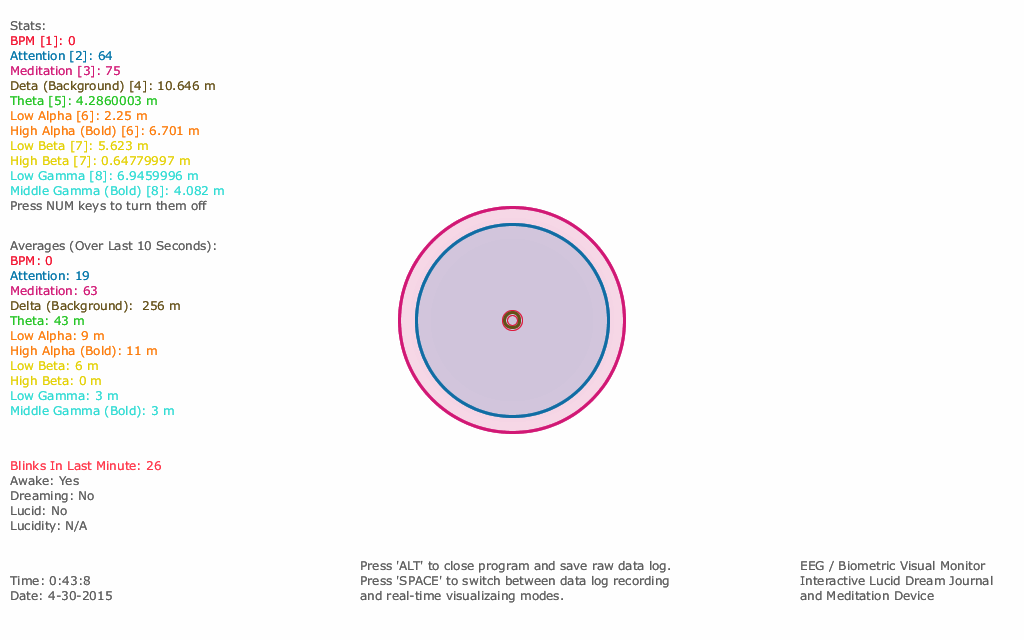 Stats:
BPM [1]: 0
Attention [2]: 64
Meditation [3]: 75
Deta (Background) [4]: 10.646 m
Theta [5]: 4.2860003 m
Low Alpha [6]: 2.25 m
High Alpha (Bold) [6]: 6.701 m
Low Beta [7]: 5.623 m
High Beta [7]: 0.64779997 m
Low Gamma [8]: 6.9459996 m
Middle Gamma (Bold) [8]: 4.082 m
Press NUM keys to turn them off
Averages (Over Last 10 Seconds):
BPM: 0
Attention: 19
Meditation: 63
Delta (Background):  256 m
Theta: 43 m
Low Alpha: 9 m
High Alpha (Bold): 11 m
Low Beta: 6 m
High Beta: 0 m
Low Gamma: 3 m
Middle Gamma (Bold): 3 m
Blinks In Last Minute: 26
Awake: Yes
Dreaming: No
Lucid: No
Lucidity: N/A
Time: 0:43:8
Date: 4-30-2015
Press 'ALT' to close program and save raw data log.
Press 'SPACE' to switch between data log recording
and real-time visualizaing modes.
EEG / Biometric Visual Monitor
Interactive Lucid Dream Journal
and Meditation Device